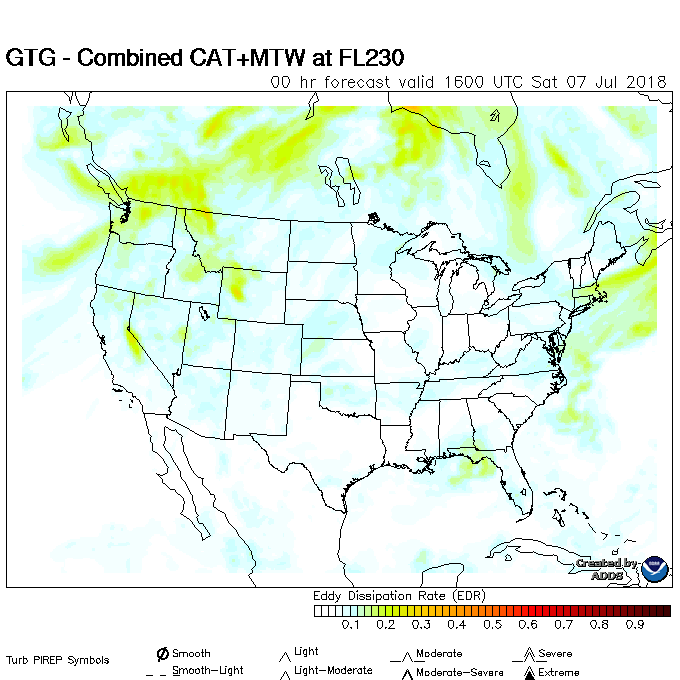 GTG - Combined CAT+MTW at FL230
00 hr forecast valid 1600 UTC Sat 07 Jul 2018
Created by
ADDS
Eddy Dissipation Rate (EDR)
0.1 0.2 0.3 0.4 0.5 0.6 0.7 0.8 0.9
Turb PIREP Symbols
Smooth Light Moderate Severe
Smooth-Light Light-Moderate Moderate-Severe Extreme